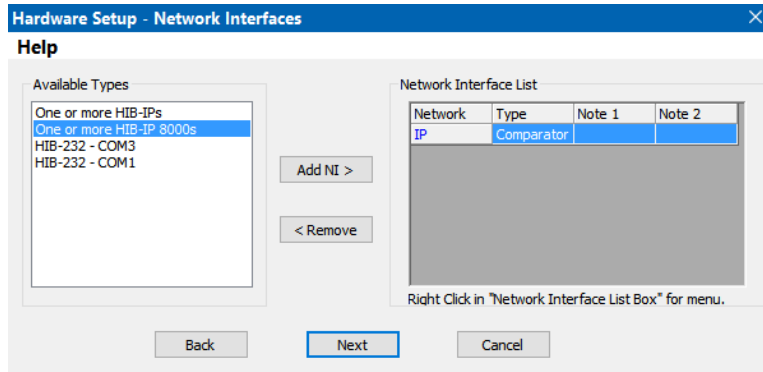 Hardware Setup - Network Interfaces
Help
Available Types
One or more HIB-IPs
One or more HIB-IP 8000s
HIB-232 - COM3
HIB-232 - COM1
Add NI >
< Remove
Network Interface List
Network Type Note 1 Note 2
IP Comparator
Right Click in "Network Interface List Box" for menu.
Back Next Cancel